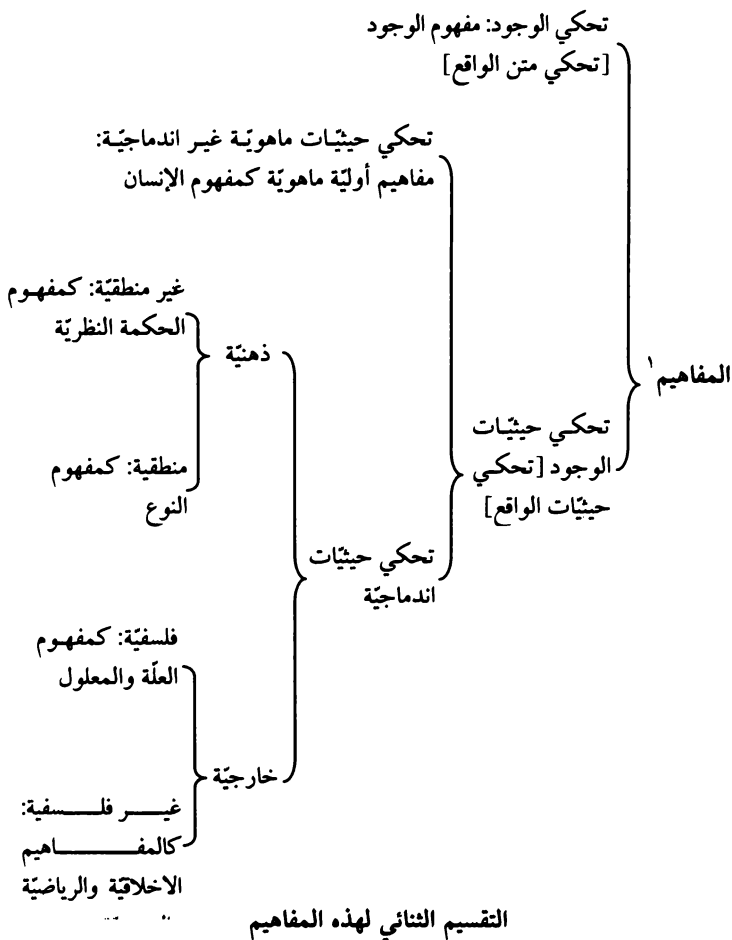 تحكي الوجود: مفهوم الوجود
[تحكي متن الواقع]
تحكي حيثيّات ماهويّة غير اندماجيّة:
مفاهيم أوليّة ماهويّة كمفهوم الإنسان
غير منطقيّة: كمفهوم
الحكمة النظريّة
ذهنيّة
المفاهيم١
تحكي حيثيّات
الوجود [تحكي
حيثيّات الواقع]
منطقية: كمفهوم
النوع
تحكي حيثيّات
اندماجيّة
فلسفيّة: كمفهوم
العلّة والمعلول
خارجيّة
غير فلسفية:
كالمفاهيم
الاخلاقيّة والرياضيّة
التقسيم الثنائي لهذه المفاهيم